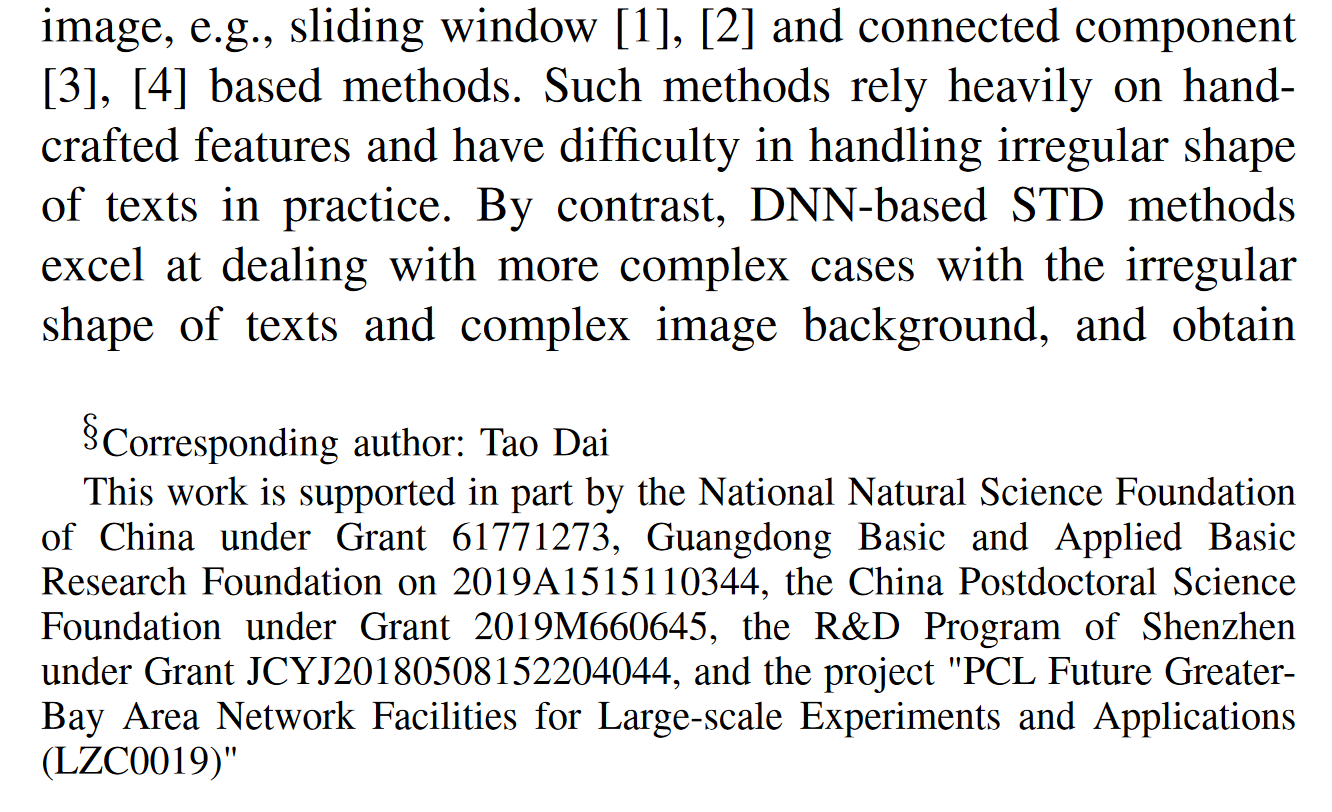 image, e.g., sliding window [1], [2] and connected component
[3], [4] based methods. Such methods rely heavily on hand-
crafted features and have difficulty in handling irregular shape
of texts in practice. By contrast, DNN-based STD methods
excel at dealing with more complex cases with the irregular
shape of texts and complex image background, and obtain
§Corresponding author: Tao Dai
This work is supported in part by the National Natural Science Foundation
of China under Grant 61771273, Guangdong Basic and Applied Basic
Research Foundation on 2019A1515110344, the China Postdoctoral Science
Foundation under Grant 2019M660645, the R&D Program of Shenzhen
under Grant JCYJ20180508152204044, and the project "PCL Future Greater-
Bay Area Network Facilities for Large-scale Experiments and Applications
(LZC0019)"